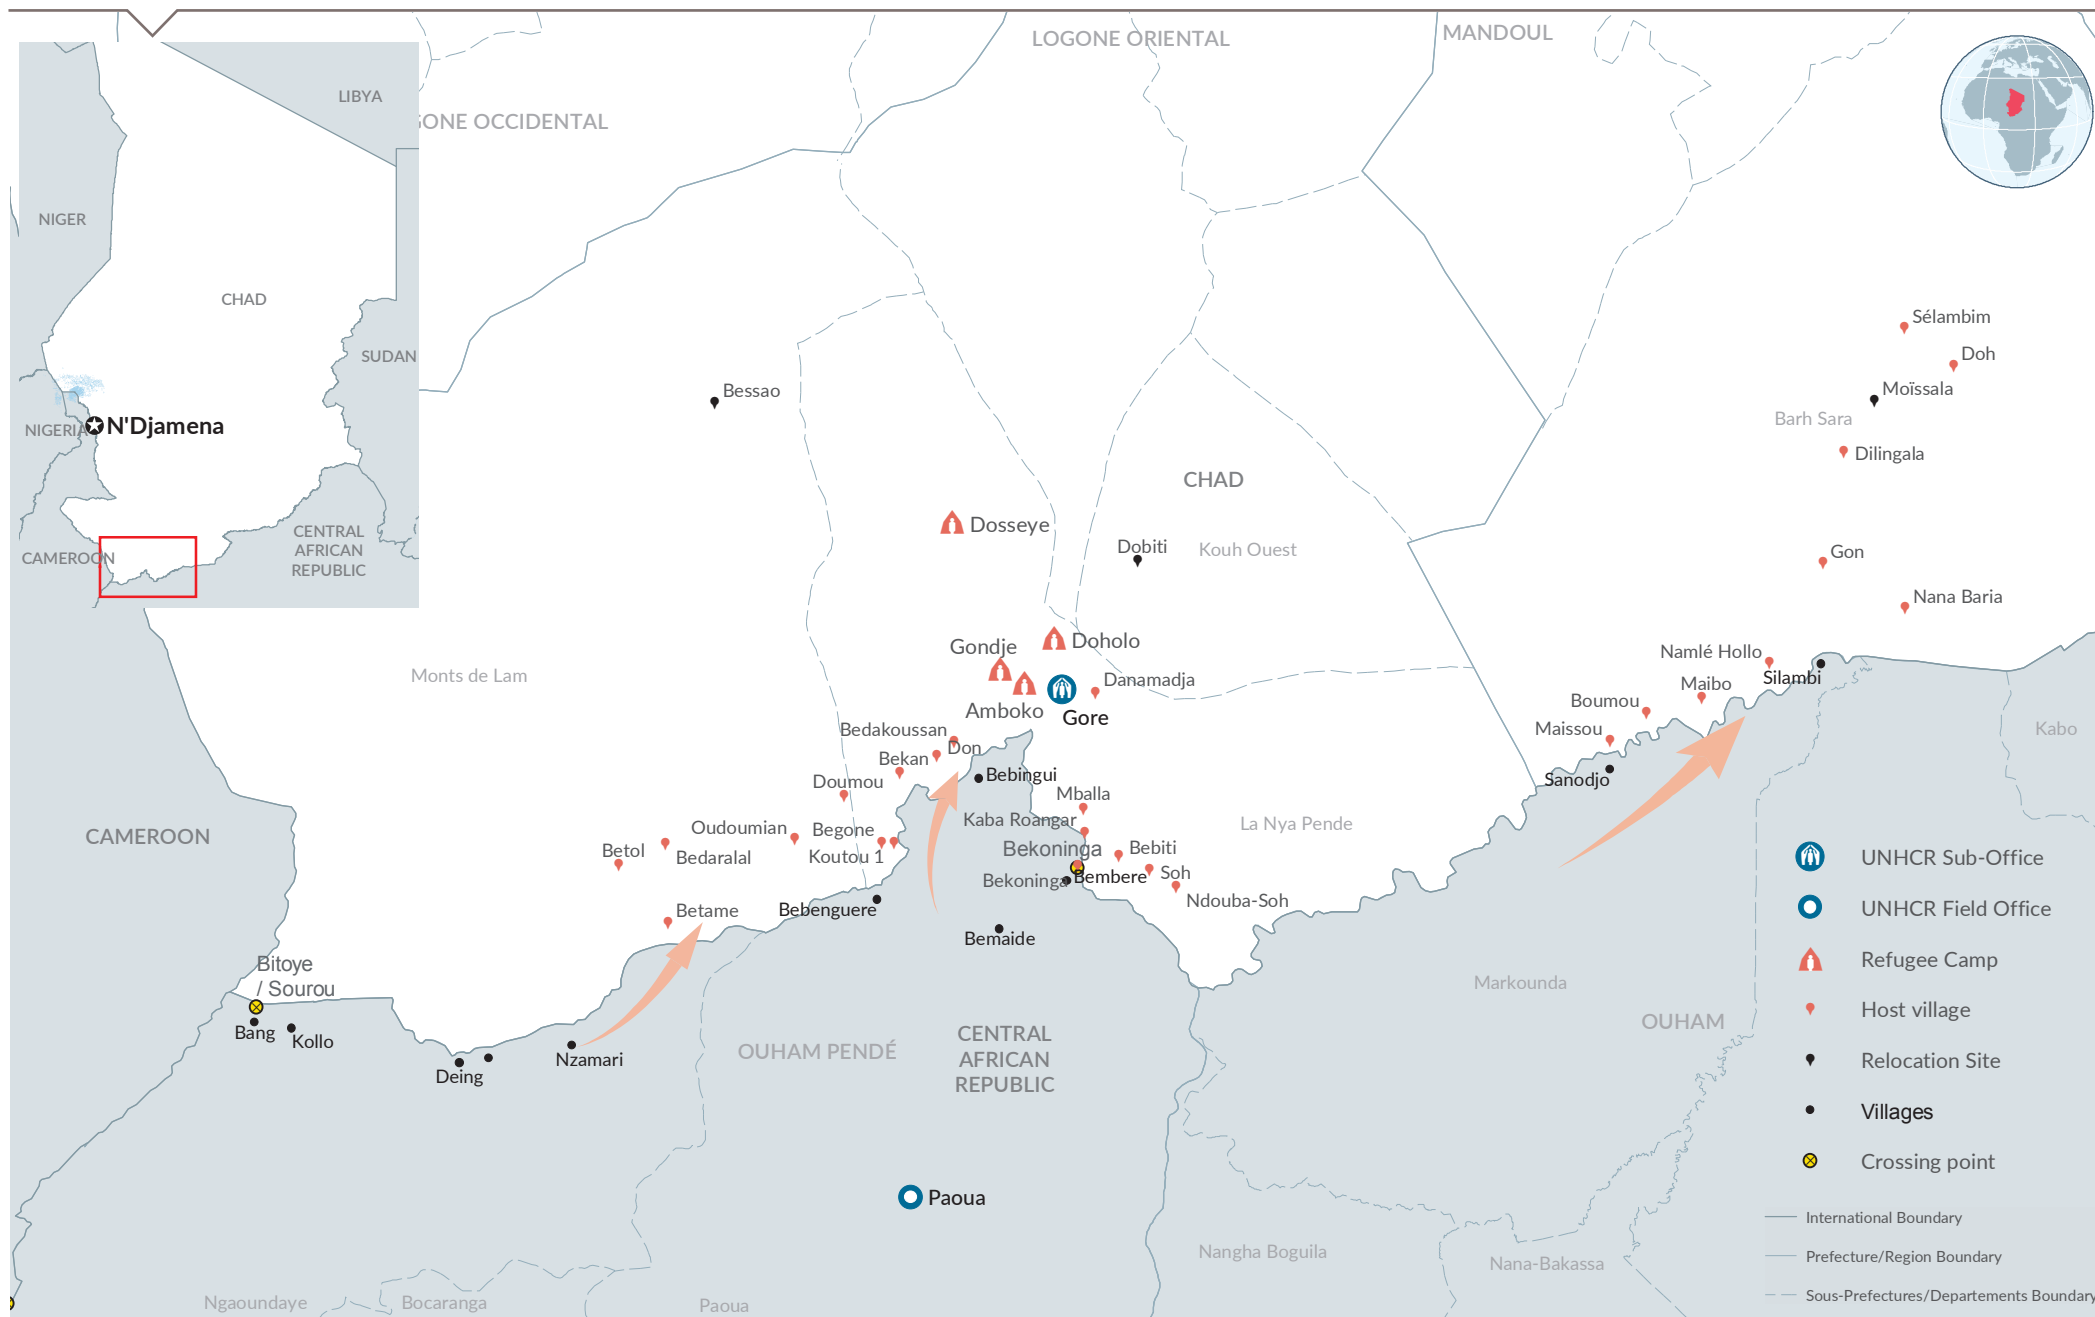 LOGONE ORIENTAL
MANDOUL
GONE OCCIDENTAL
LIBYA
NIGER
CHAD
SUDAN
NIGERIA
N'Djamena
CAMEROON
CENTRAL
AFRICAN
REPUBLIC
Sélambim
Doh
Moïssala
Barh Sara
Dilingala
Bessao
CHAD
Dosseye
Dobiti
Kouh Ouest
Gon
Nana Baria
Gondje
Doholo
Namlé Hollo
Silambi
Monts de Lam
Danamadja
Maibo
Amboko
Gore
Boumou
Maissou
Kabo
Bedakoussan
Don
Bekan
Bebingui
Sanodjo
Doumou
Mballa
Kaba Roangar
La Nya Pende
CAMEROON
Oudoumian
Begone
Betol
Bedaralal
Koutou 1
Bekoninga
Bebiti
Bekoninga
Bembere
Soh
Ndouba-Soh
Betame
Bebenguere
Bemaide
Bitoye
/ Sourou
Bang
Kollo
Deing
Nzamari
OUHAM PENDÉ
CENTRAL
AFRICAN
REPUBLIC
Markounda
OUHAM
Paoua
Nangha Boguila
Nana-Bakassa
Ngaoundaye
Bocaranga
Paoua
UNHCR Sub-Office
UNHCR Field Office
Refugee Camp
Host village
Relocation Site
Villages
Crossing point
International Boundary
Prefecture/Region Boundary
Sous-Prefectures/Departements Boundary